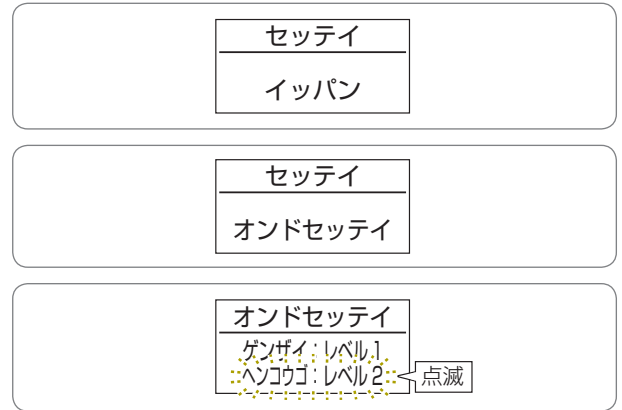 セッテイ
イッパン
セッテイ
オンドセッテイ
オンドセッテイ
ゲンザイ：レベル1
ヘンコウゴ：レベル2
点滅